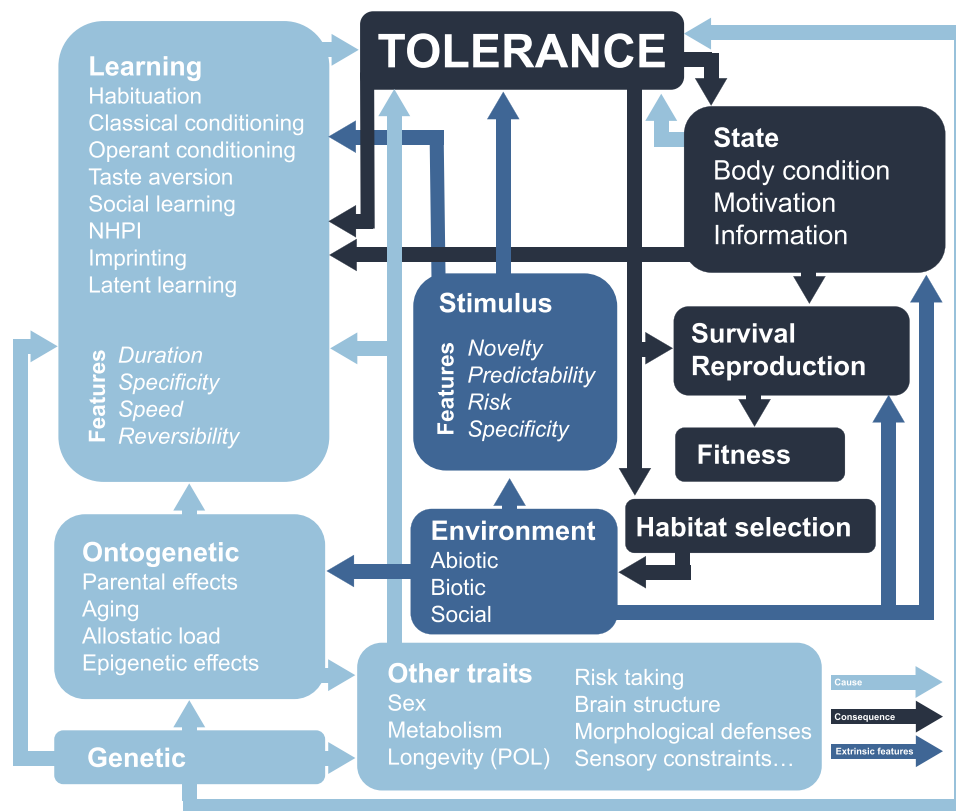 TOLERANCE
Learning
Habituation
Classical conditioning
Operant conditioning
Taste aversion
Social learning
NHPI
Imprinting
Latent learning
Features
Duration
Specificity
Speed
Reversibility
State
Body condition
Motivation
Information
Stimulus
Features
Novelty
Predictability
Risk
Specificity
Survival
Reproduction
Fitness
Habitat selection
Environment
Abiotic
Biotic
Social
Ontogenetic
Parental effects
Aging
Allostatic load
Epigenetic effects
Other traits
Sex
Metabolism
Longevity (POL)
Risk taking
Brain structure
Morphological defenses
Sensory constraints…
Genetic
Cause
Consequence
Extrinsic features